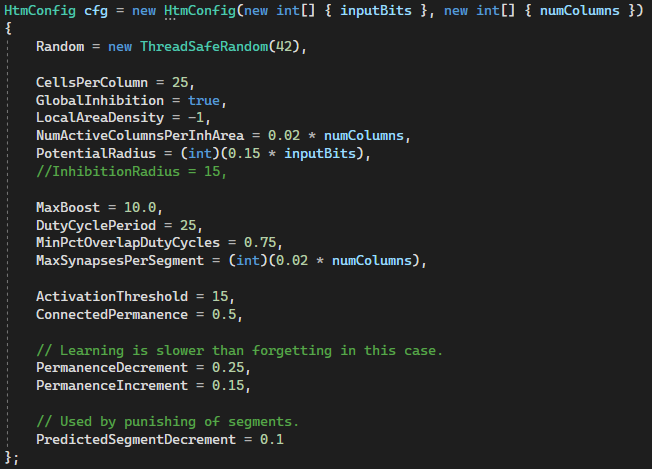 HtmConfig cfg = new HtmConfig(new int[] { inputBits }, new int[] { numColumns })
{
Random = new ThreadSafeRandom(42),
CellsPerColumn = 25,
GlobalInhibition = true,
LocalAreaDensity = -1,
NumActiveColumnsPerInhArea = 0.02 * numColumns,
PotentialRadius = (int)(0.15 * inputBits),
//InhibitionRadius = 15,
MaxBoost = 10.0,
DutyCyclePeriod = 25,
MinPctOverlapDutyCycles = 0.75,
MaxSynapsesPerSegment = (int)(0.02 * numColumns),
ActivationThreshold = 15,
ConnectedPermanence = 0.5,
// Learning is slower than forgetting in this case.
PermanenceDecrement = 0.25,
PermanenceIncrement = 0.15,
// Used by punishing of segments.
PredictedSegmentDecrement = 0.1
};